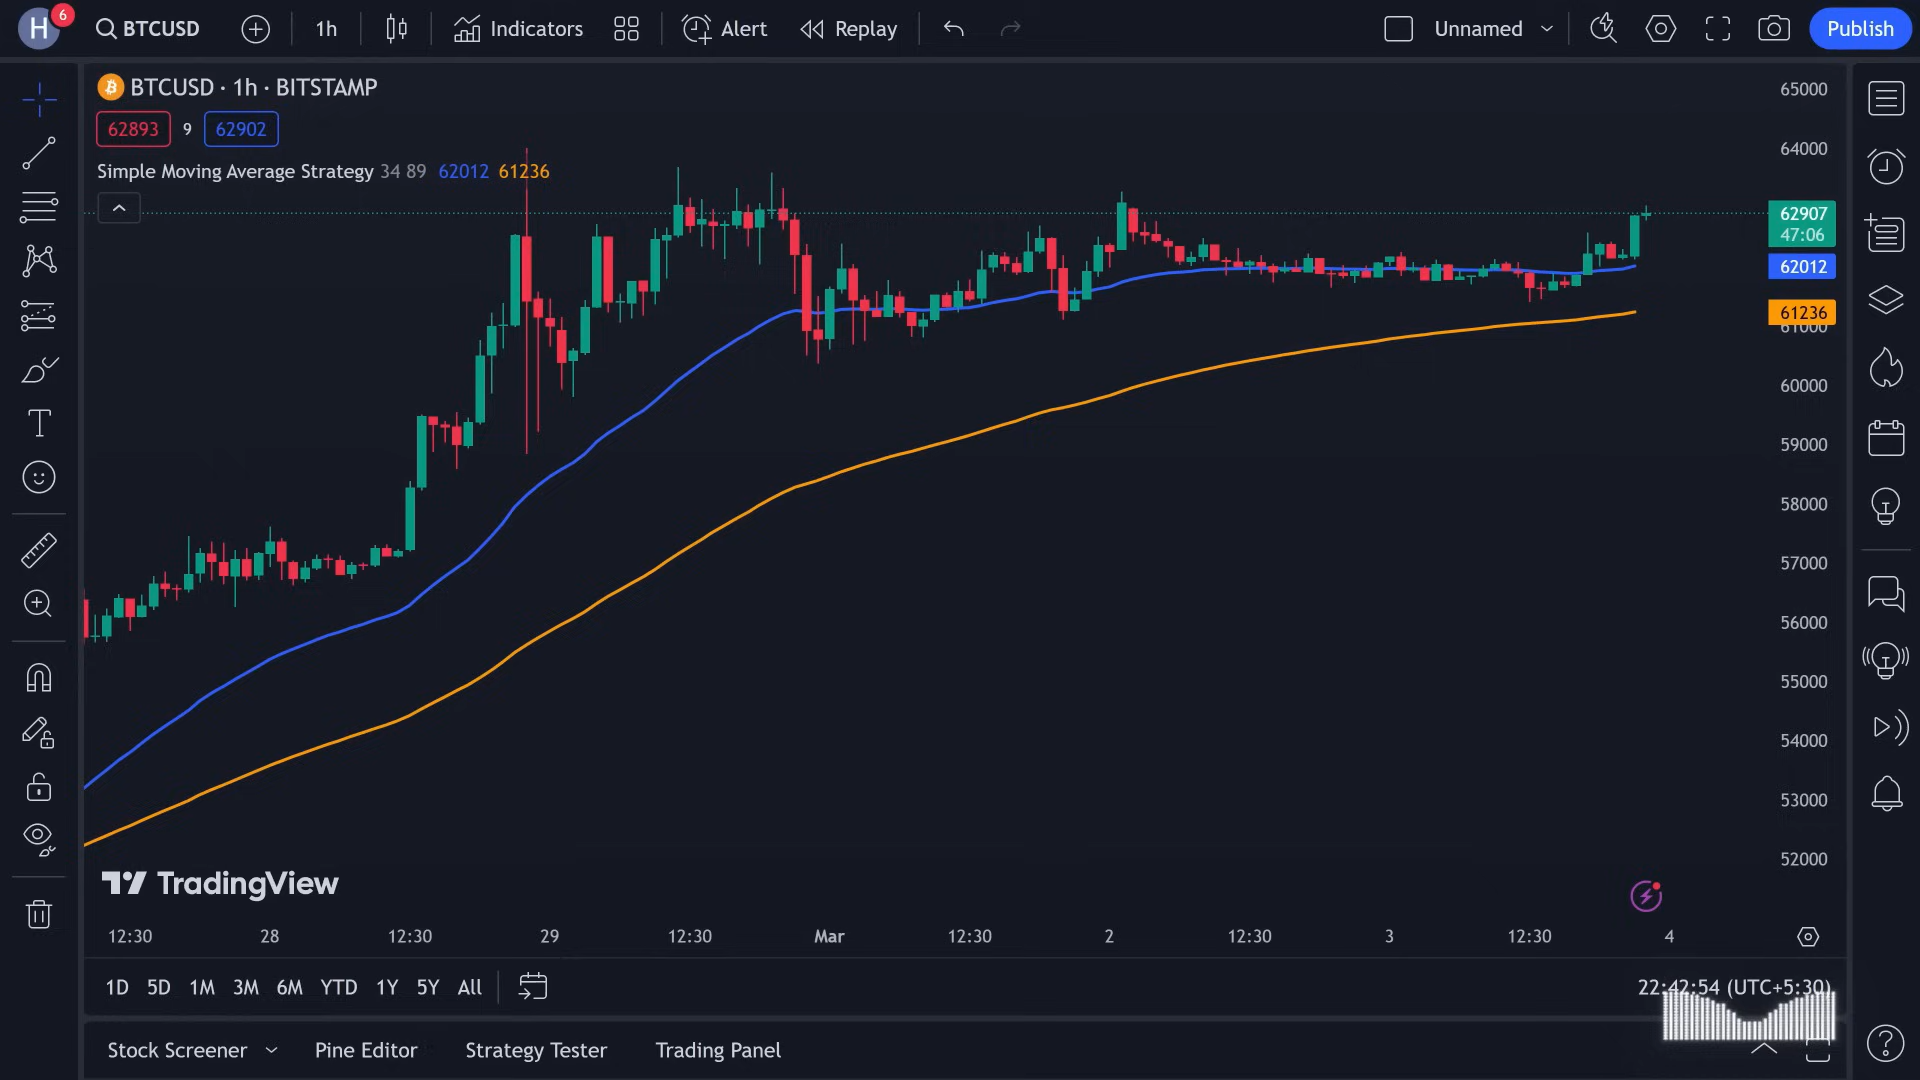 H 6 BTCUSD 1h Indicators Alert Replay Unnamed Publish
BTCUSD · 1h · BITSTAMP
62893 9 62902
Simple Moving Average Strategy 34 89 62012 61236
65000
64000
62907
47:06
62012
61236
61000
60000
59000
58000
57000
56000
55000
54000
53000
52000
TradingView
12:30 28 12:30 29 12:30 Mar 12:30 2 12:30 3 12:30 4
1D 5D 1M 3M 6M YTD 1Y 5Y All 22:42:54 (UTC+5:30)
Stock Screener Pine Editor Strategy Tester Trading Panel